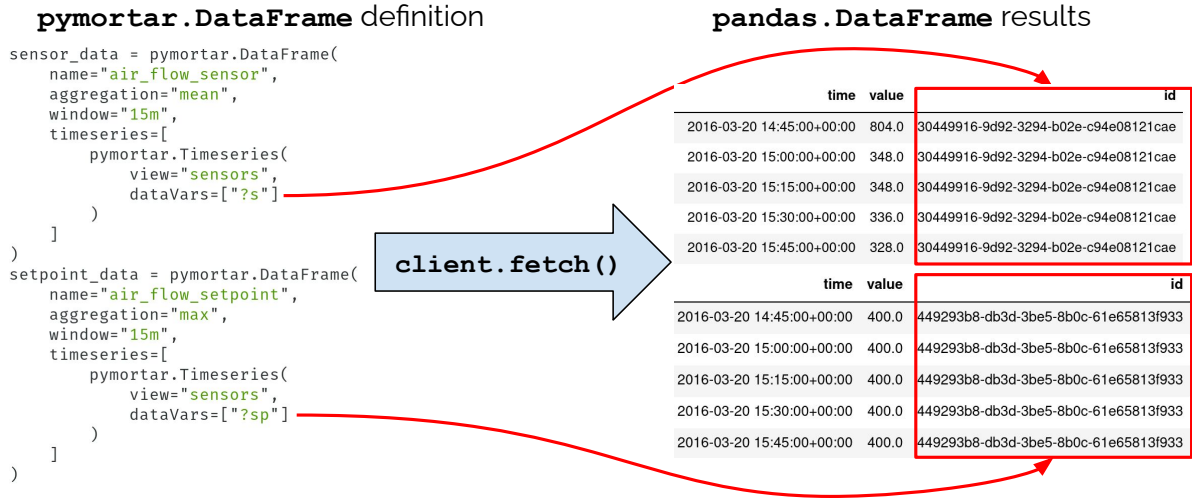 pymortar.DataFrame definition
sensor_data = pymortar.DataFrame(
    name="air_flow_sensor",
    aggregation="mean",
    window="15m",
    timeseries=[
        pymortar.Timeseries(
            view="sensors",
            dataVars=["?s"]
        )
    ]
)
setpoint_data = pymortar.DataFrame(
    name="air_flow_setpoint",
    aggregation="max",
    window="15m",
    timeseries=[
        pymortar.Timeseries(
            view="sensors",
            dataVars=["?sp"]
        )
    ]
)
client.fetch()
pandas.DataFrame results
time value id
2016-03-20 14:45:00+00:00 804.0 30449916-9d92-3294-b02e-c94e08121cae
2016-03-20 15:00:00+00:00 348.0 30449916-9d92-3294-b02e-c94e08121cae
2016-03-20 15:15:00+00:00 348.0 30449916-9d92-3294-b02e-c94e08121cae
2016-03-20 15:30:00+00:00 336.0 30449916-9d92-3294-b02e-c94e08121cae
2016-03-20 15:45:00+00:00 328.0 30449916-9d92-3294-b02e-c94e08121cae
time value id
2016-03-20 14:45:00+00:00 400.0 449293b8-db3d-3be5-8b0c-61e65813f933
2016-03-20 15:00:00+00:00 400.0 449293b8-db3d-3be5-8b0c-61e65813f933
2016-03-20 15:15:00+00:00 400.0 449293b8-db3d-3be5-8b0c-61e65813f933
2016-03-20 15:30:00+00:00 400.0 449293b8-db3d-3be5-8b0c-61e65813f933
2016-03-20 15:45:00+00:00 400.0 449293b8-db3d-3be5-8b0c-61e65813f933